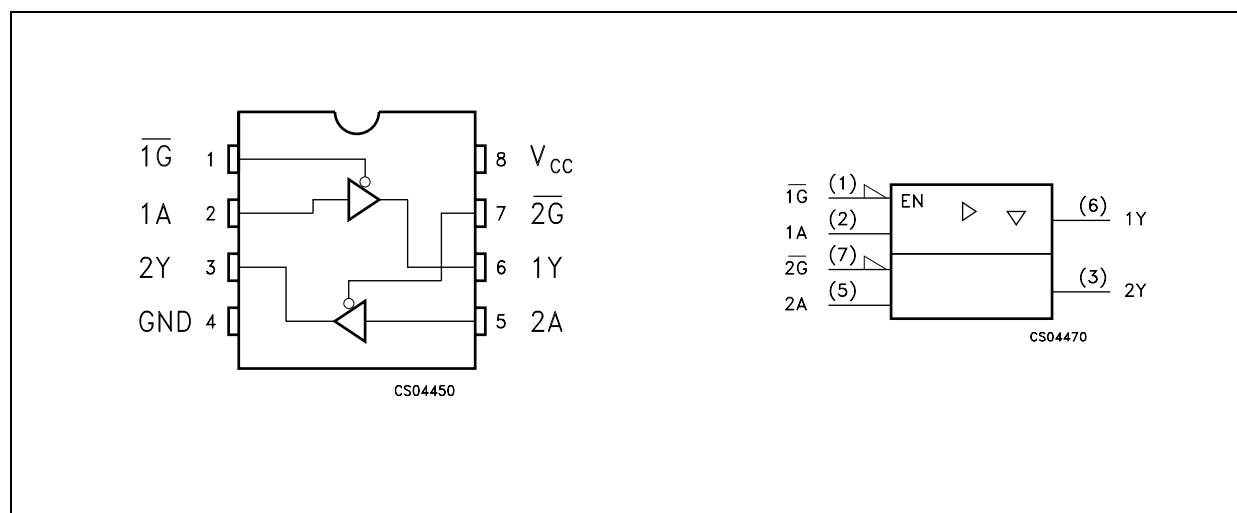 1G 1 8 VCC
1A 2 7 2G
2Y 3 6 1Y
GND 4 5 2A
CS04450
1G (1) EN (6) 1Y
1A (2)
2G (7) (3) 2Y
2A (5)
CS04470